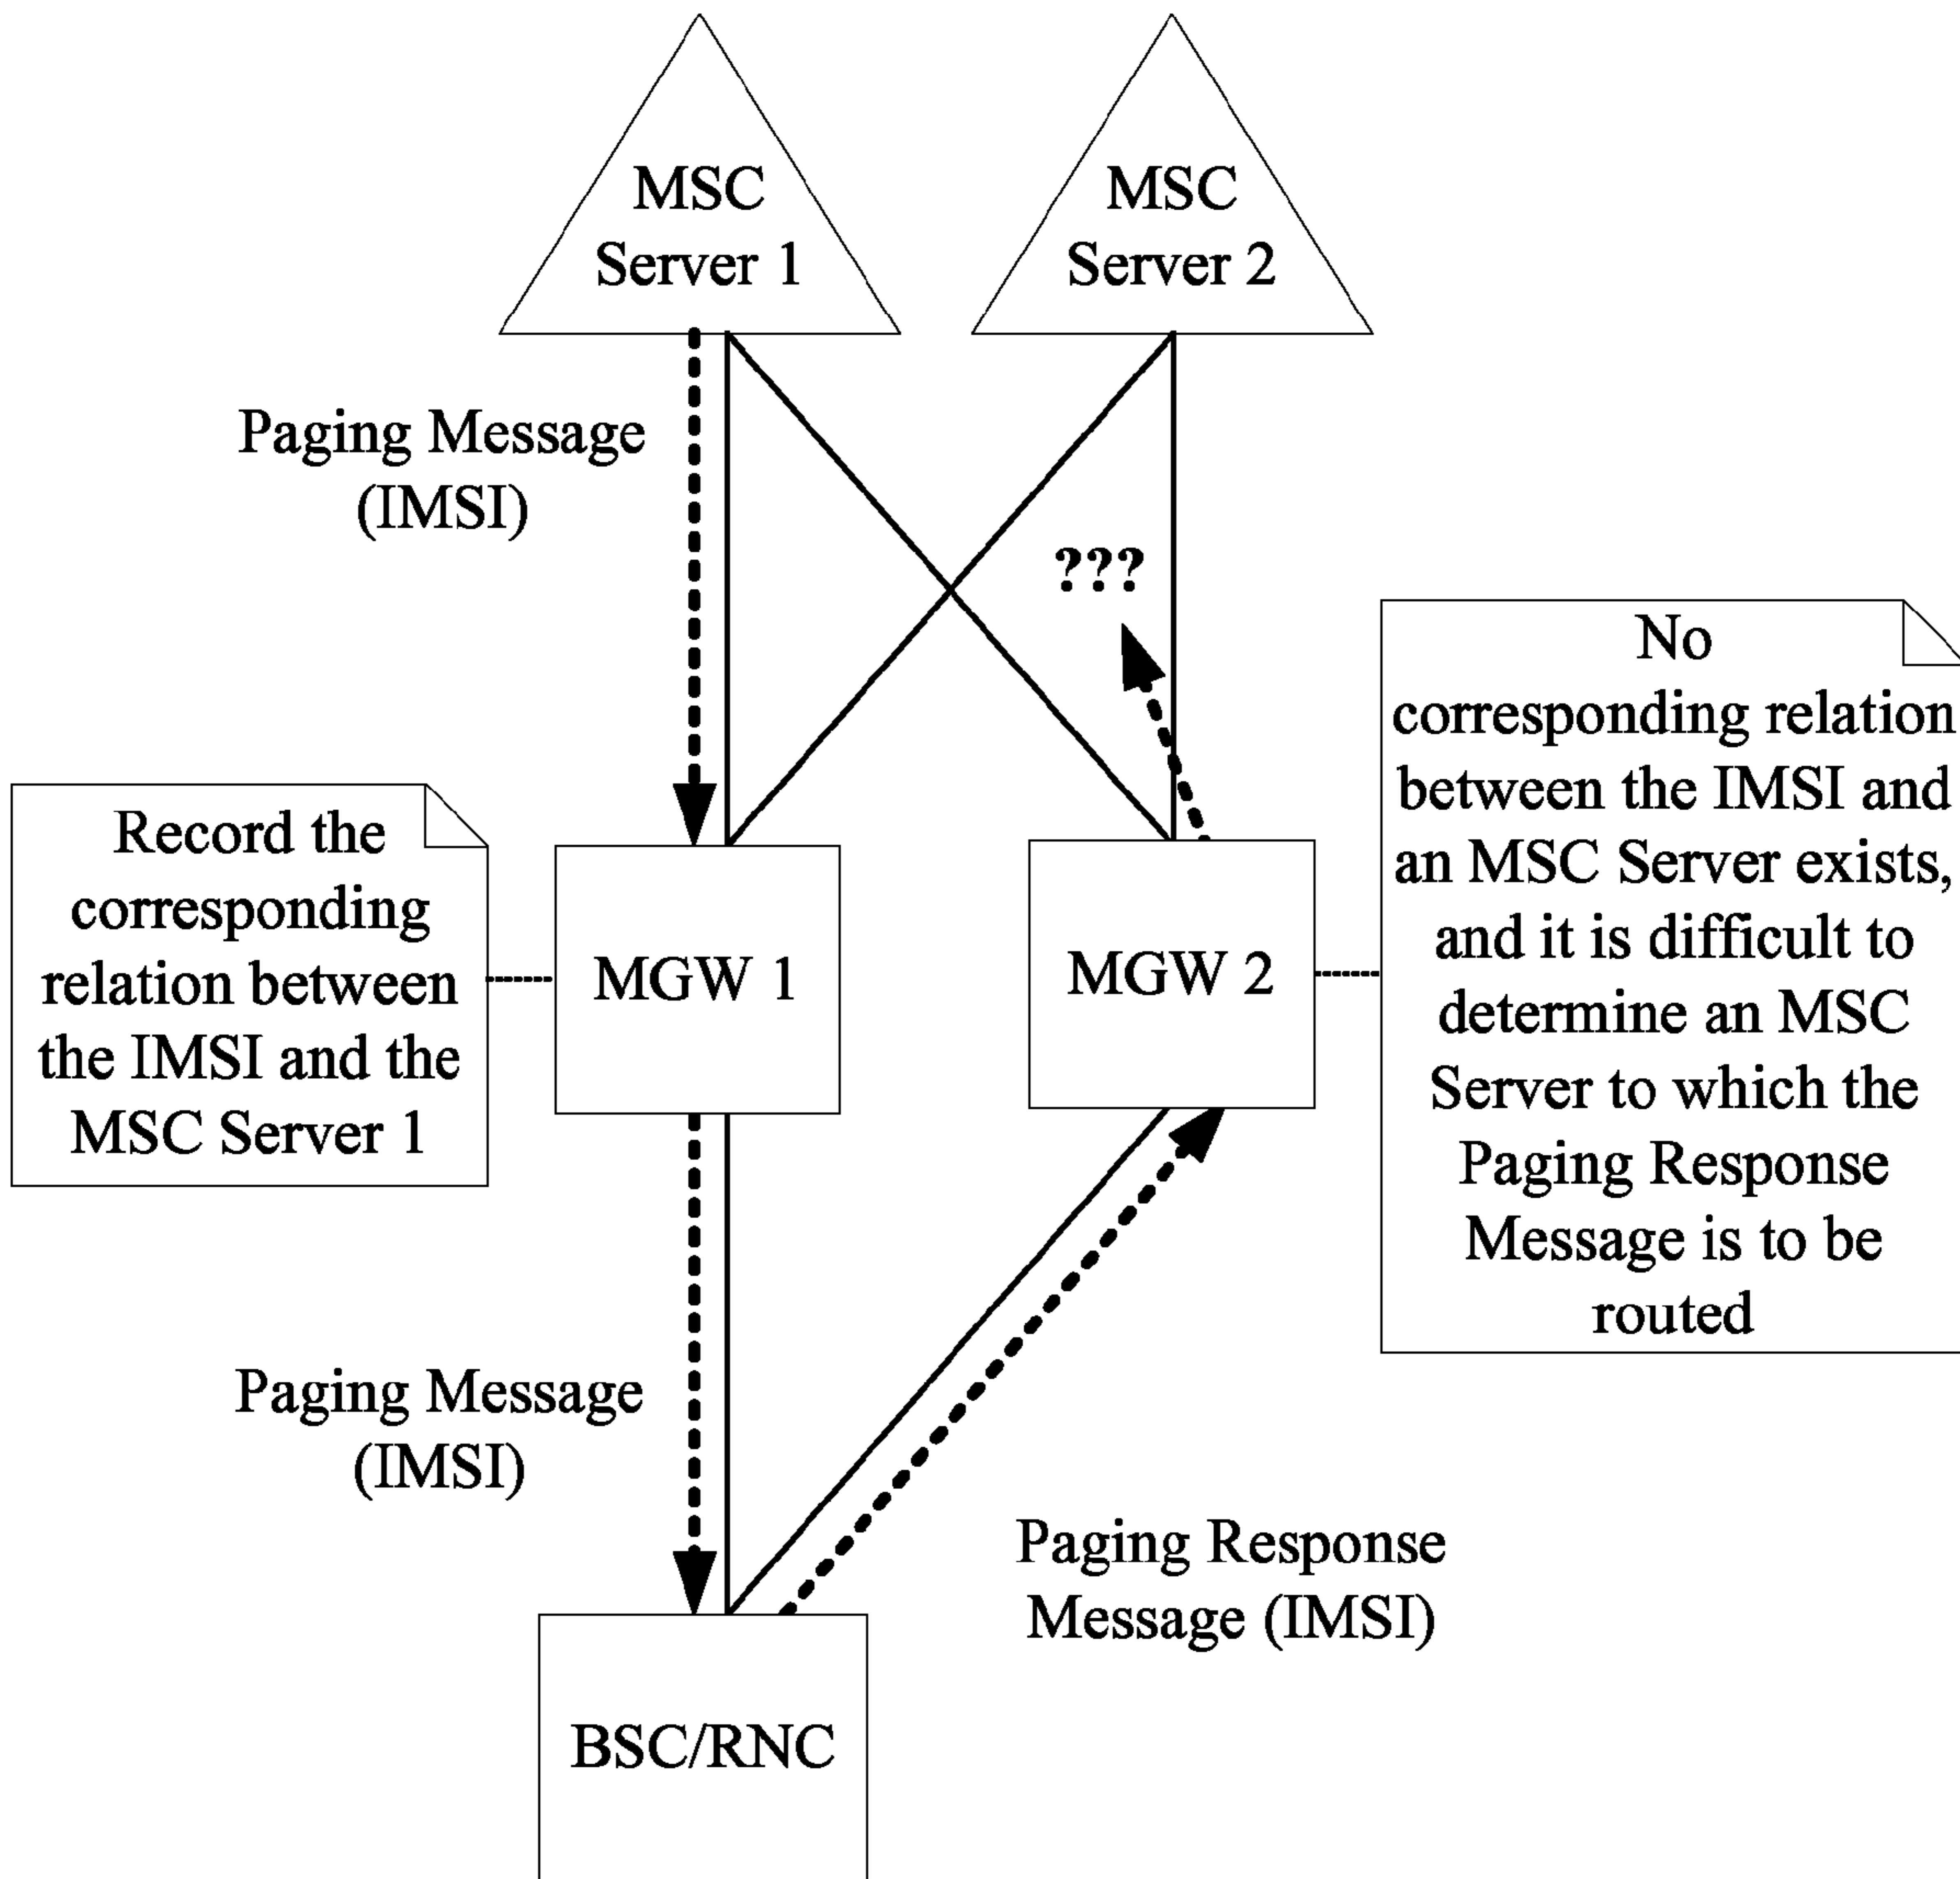 MSC
Server 1
MSC
Server 2
Paging Message
(IMSI)
???
Record the
corresponding
relation between
the IMSI and the
MSC Server 1
MGW 1
MGW 2
No
corresponding relation
between the IMSI and
an MSC Server exists,
and it is difficult to
determine an MSC
Server to which the
Paging Response
Message is to be
routed
Paging Message
(IMSI)
Paging Response
Message (IMSI)
BSC/RNC